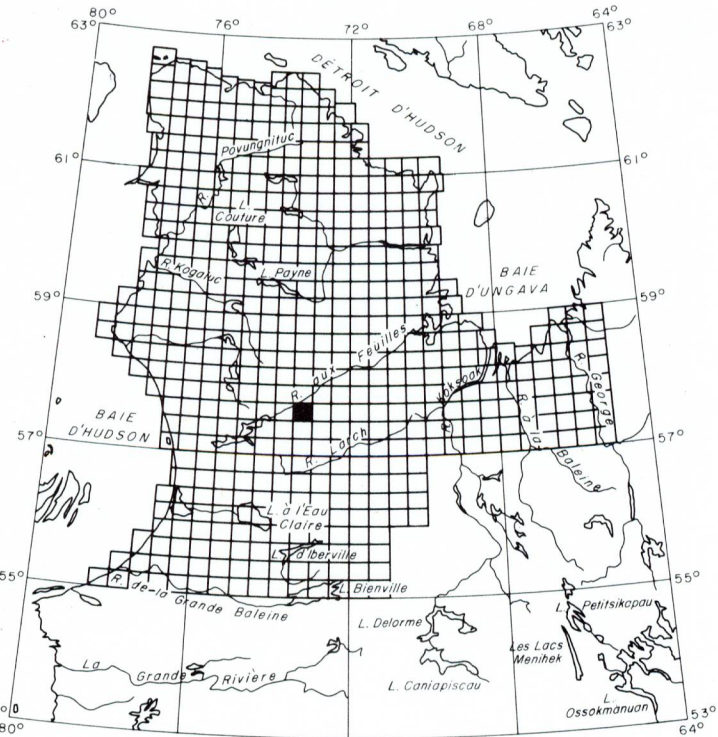 80°
76°
72°
68°
64°
63°
63°
DÉTROIT D'HUDSON
Povungnituc
R.
61°
61°
L.
Couture
R. Kogaluc
L. Payne
BAIE
D'UNGAVA
59°
59°
R. aux Feuilles
Koksoak
R.
R. à la
Baleine
R. George
BAIE
D'HUDSON
57°
57°
R. Larch
L. à l'Eau
Claire
L. d'Iberville
55°
55°
R. de-la Grande Baleine
L. Bienville
L. Delorme
L. Petitsikapau
Les Lacs
Menihek
La Grande Rivière
L. Caniapiscau
L.
Ossokmanuan
53°
80°
64°